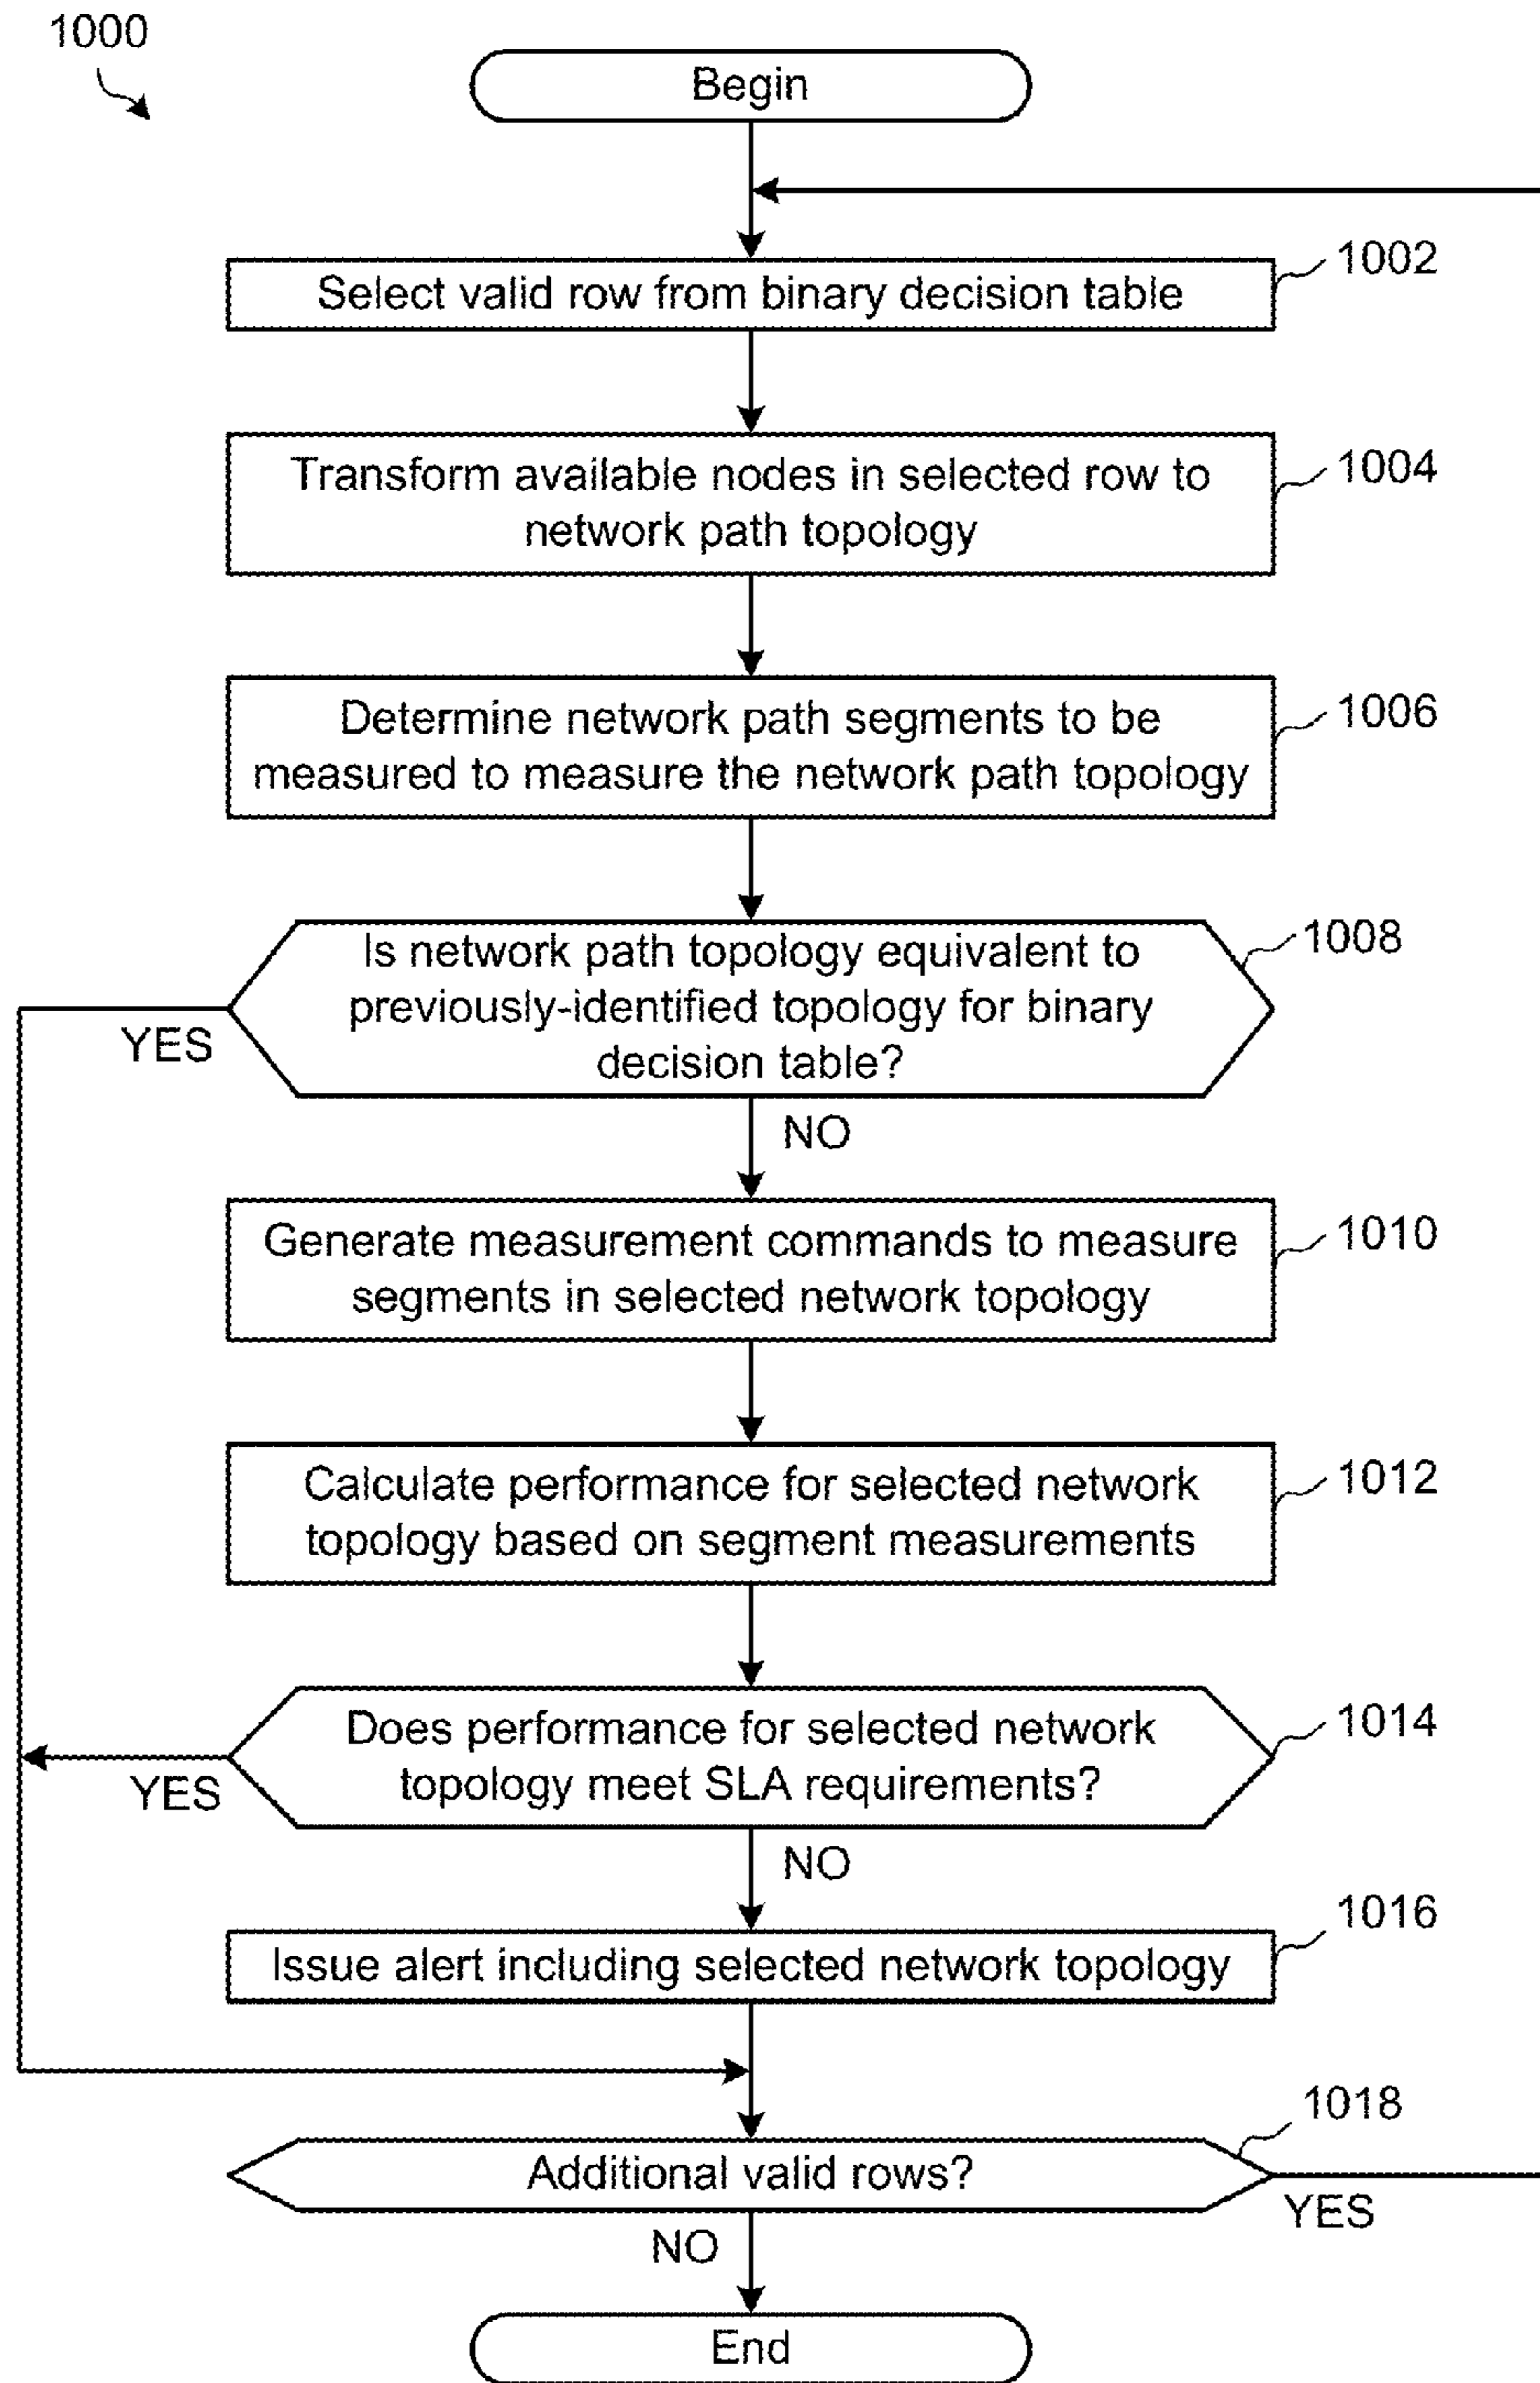 1000
Begin
1002
Select valid row from binary decision table
1004
Transform available nodes in selected row to
network path topology
1006
Determine network path segments to be
measured to measure the network path topology
1008
Is network path topology equivalent to
previously-identified topology for binary
decision table?
YES
NO
1010
Generate measurement commands to measure
segments in selected network topology
1012
Calculate performance for selected network
topology based on segment measurements
1014
Does performance for selected network
topology meet SLA requirements?
YES
NO
1016
Issue alert including selected network topology
1018
Additional valid rows?
YES
NO
End